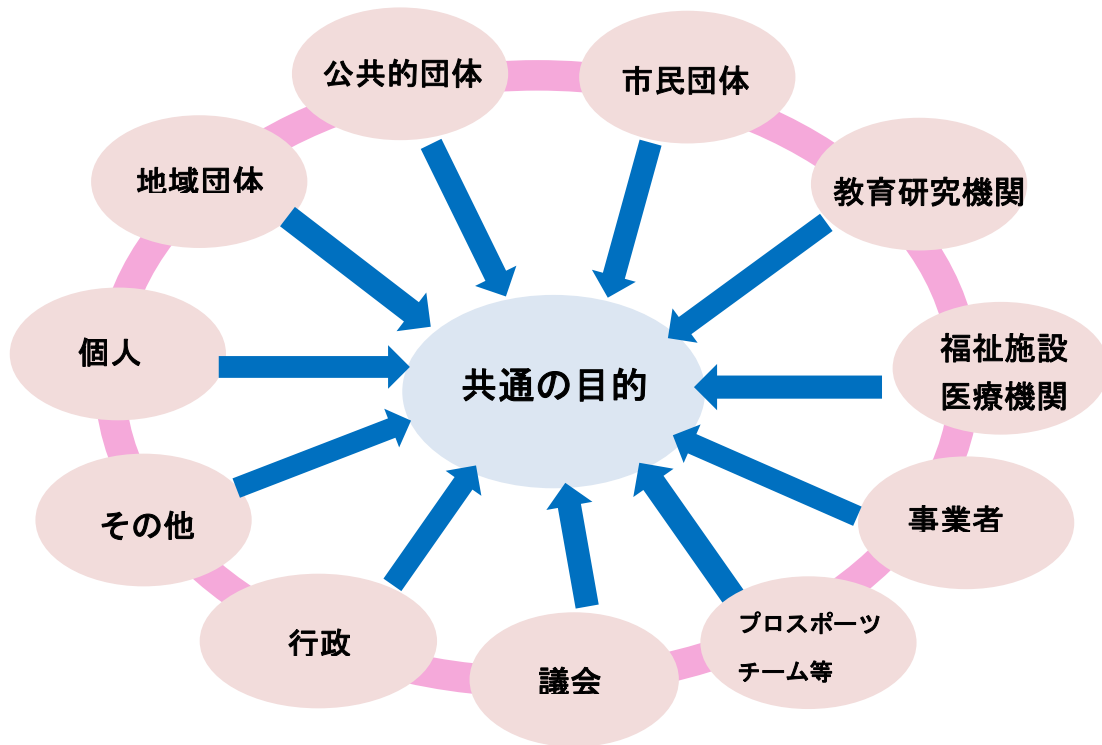 公共的団体
市民団体
地域団体
教育研究機関
個人
福祉施設
医療機関
共通の目的
その他
事業者
行政
議会
プロスポーツ
チーム等